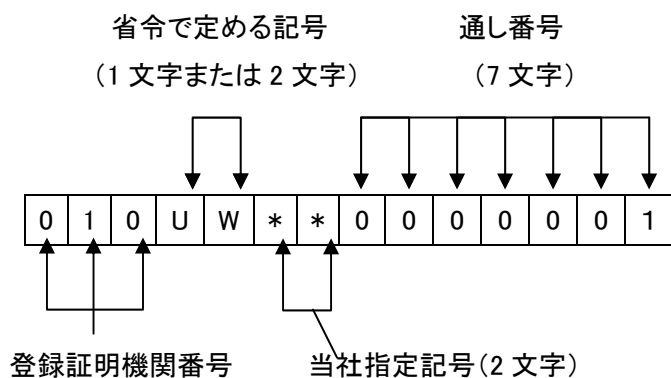 省令で定める記号
(1 文字または 2 文字)
通し番号
(7 文字)
0 1 0 U W * * 0 0 0 0 0 0 1
登録証明機関番号
当社指定記号(2 文字)